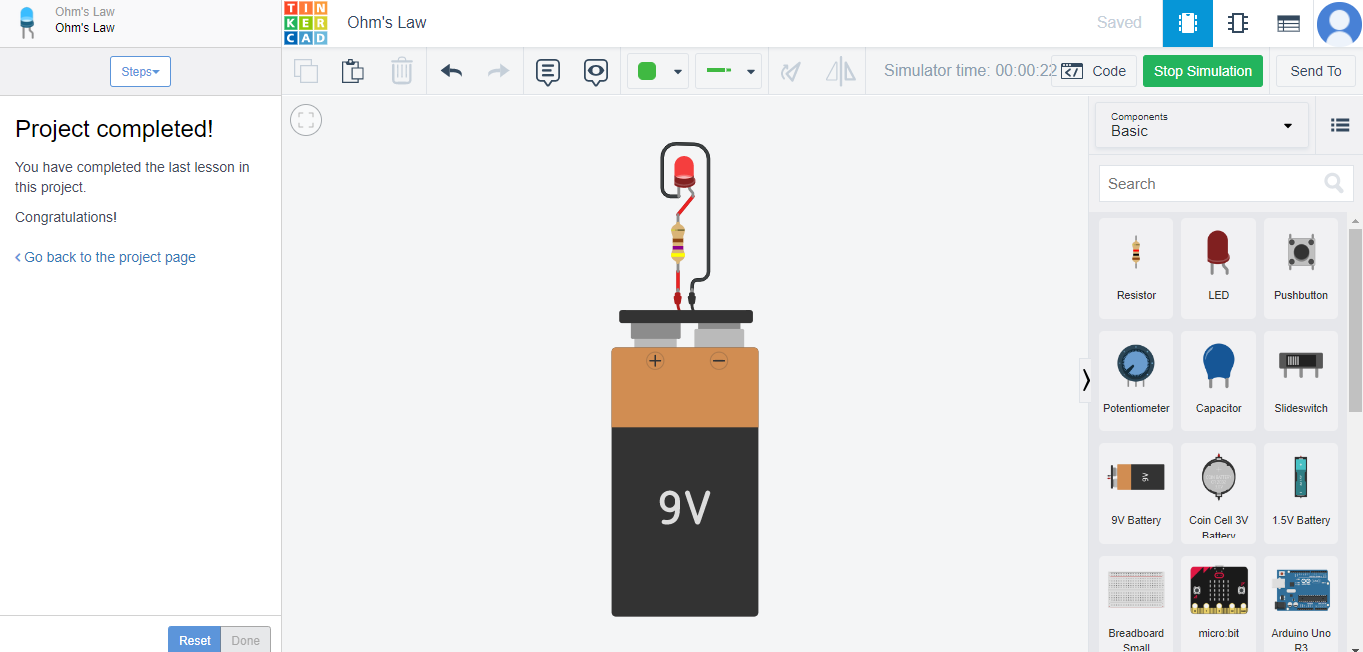 Ohm's Law
Ohm's Law
TIN
KER
CAD
Ohm's Law
Saved
Steps
Simulator time: 00:00:22
Code
Stop Simulation
Send To
Project completed!
You have completed the last lesson in
this project.
Congratulations!
Go back to the project page
Reset
Done
+
−
9V
Components
Basic
Search
Resistor
LED
Pushbutton
Potentiometer
Capacitor
Slideswitch
9V
9V Battery
Coin Cell 3V
Battery
1.5V Battery
Breadboard
Small
micro:bit
Arduino Uno
R3